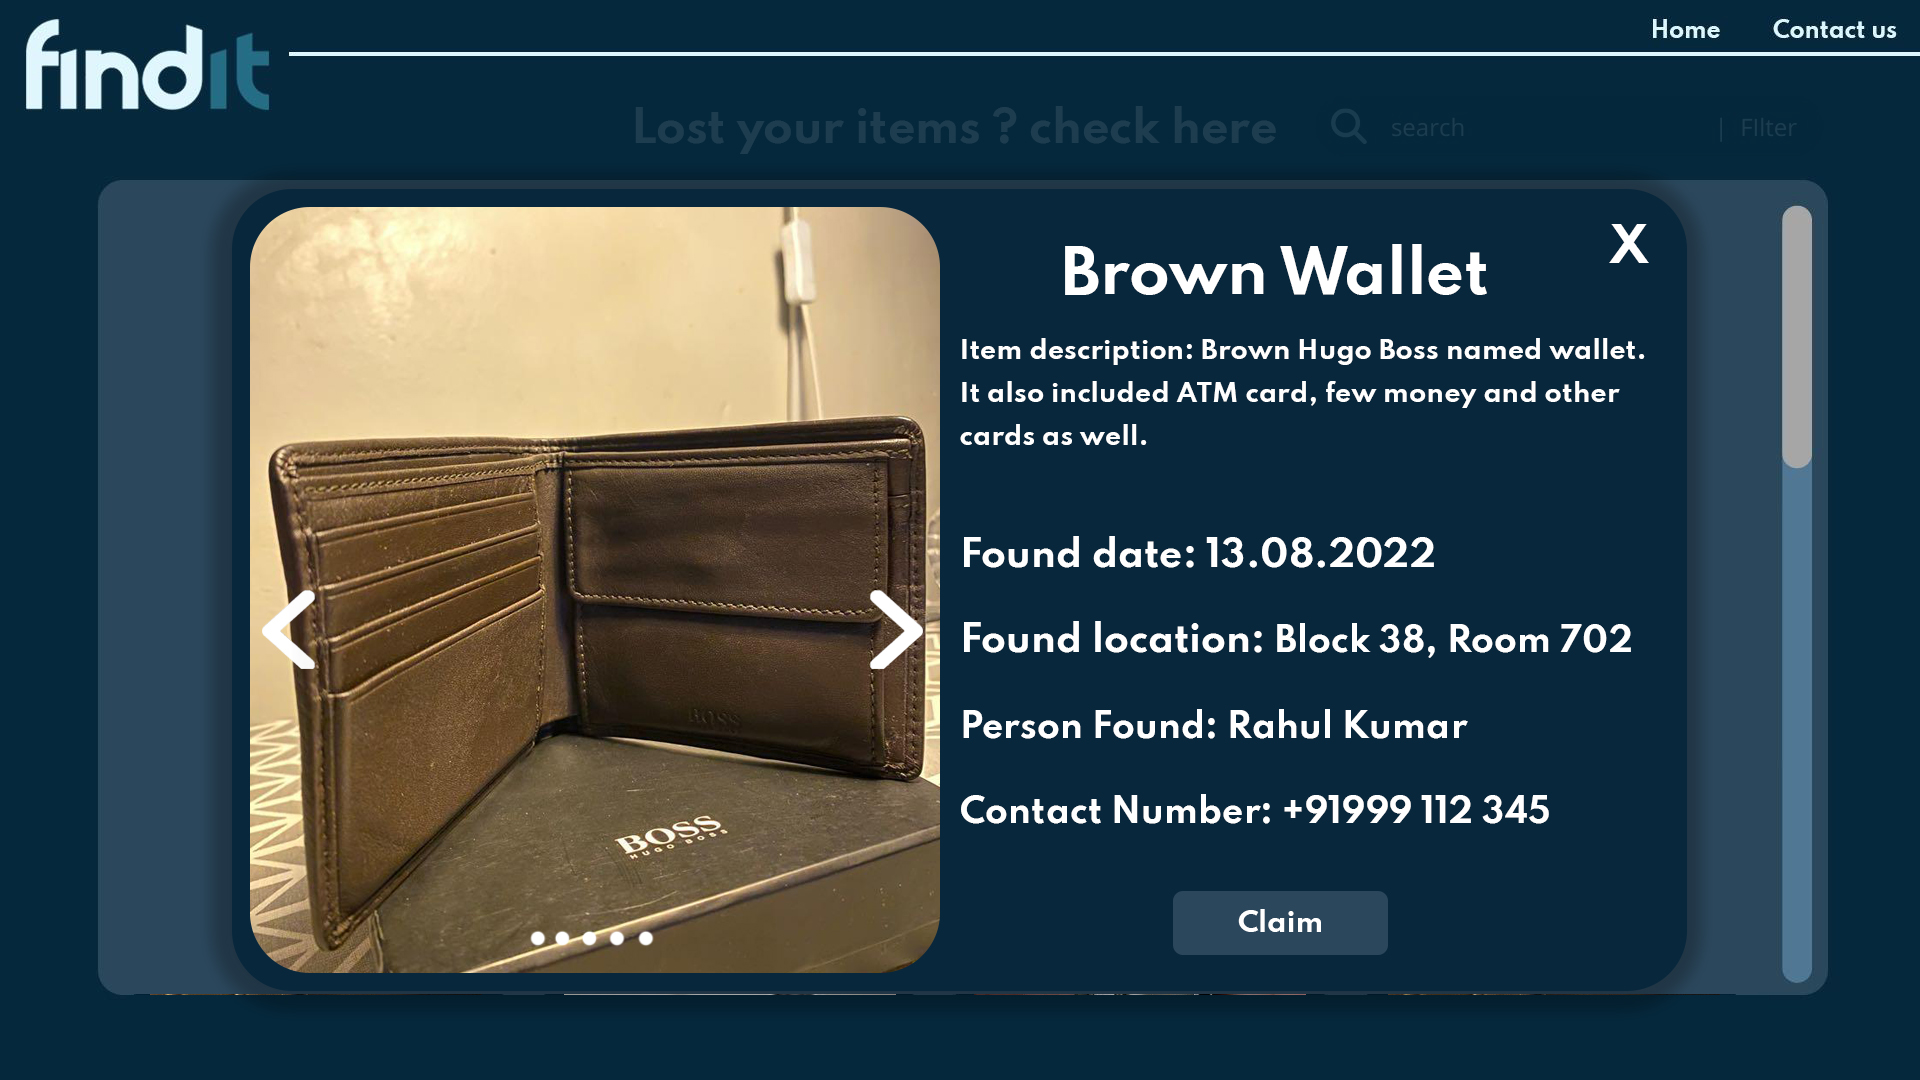 findit
Home
Contact us
Lost your items ? check here
search
| FIlter
X
Brown Wallet
Item description: Brown Hugo Boss named wallet.
It also included ATM card, few money and other
cards as well.
Found date: 13.08.2022
Found location: Block 38, Room 702
Person Found: Rahul Kumar
Contact Number: +91999 112 345
Claim
BOSS
BOSS
HUGO BOSS